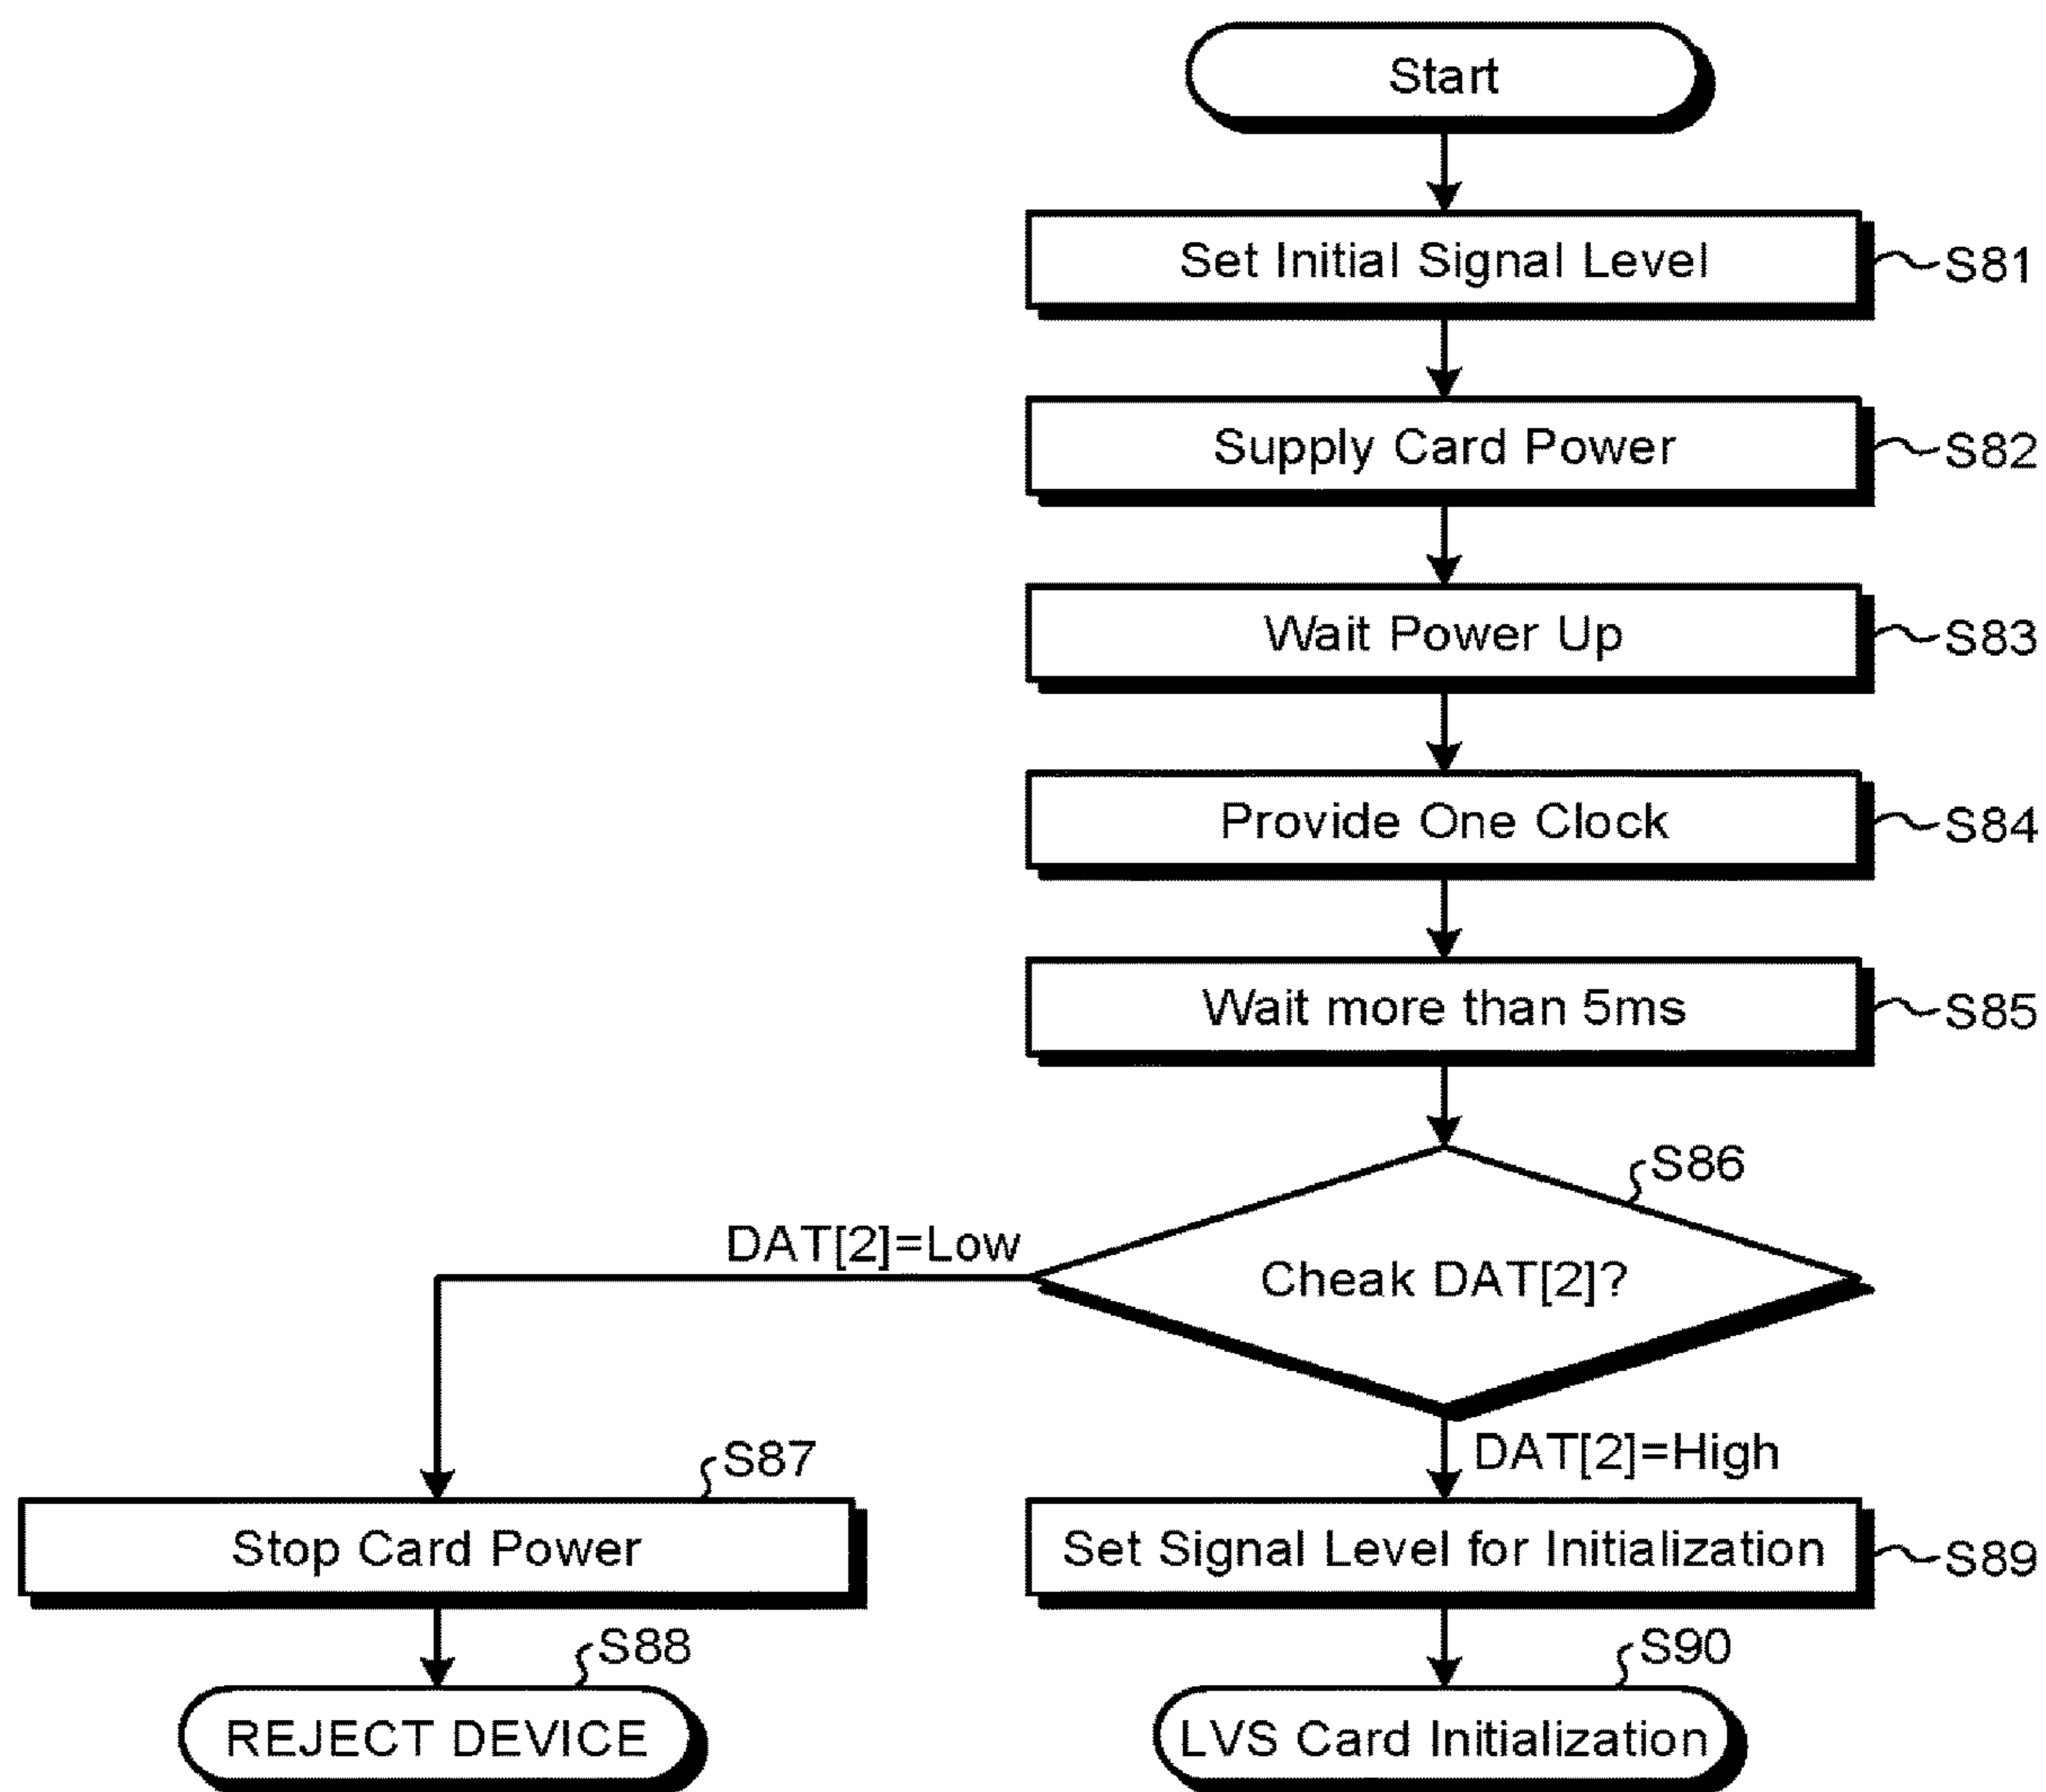 Start
Set Initial Signal Level
S81
Supply Card Power
S82
Wait Power Up
S83
Provide One Clock
S84
Wait more than 5ms
S85
S86
DAT[2]=Low
Cheak DAT[2]?
DAT[2]=High
S87
Stop Card Power
Set Signal Level for Initialization
S89
S88
S90
REJECT DEVICE
LVS Card Initialization